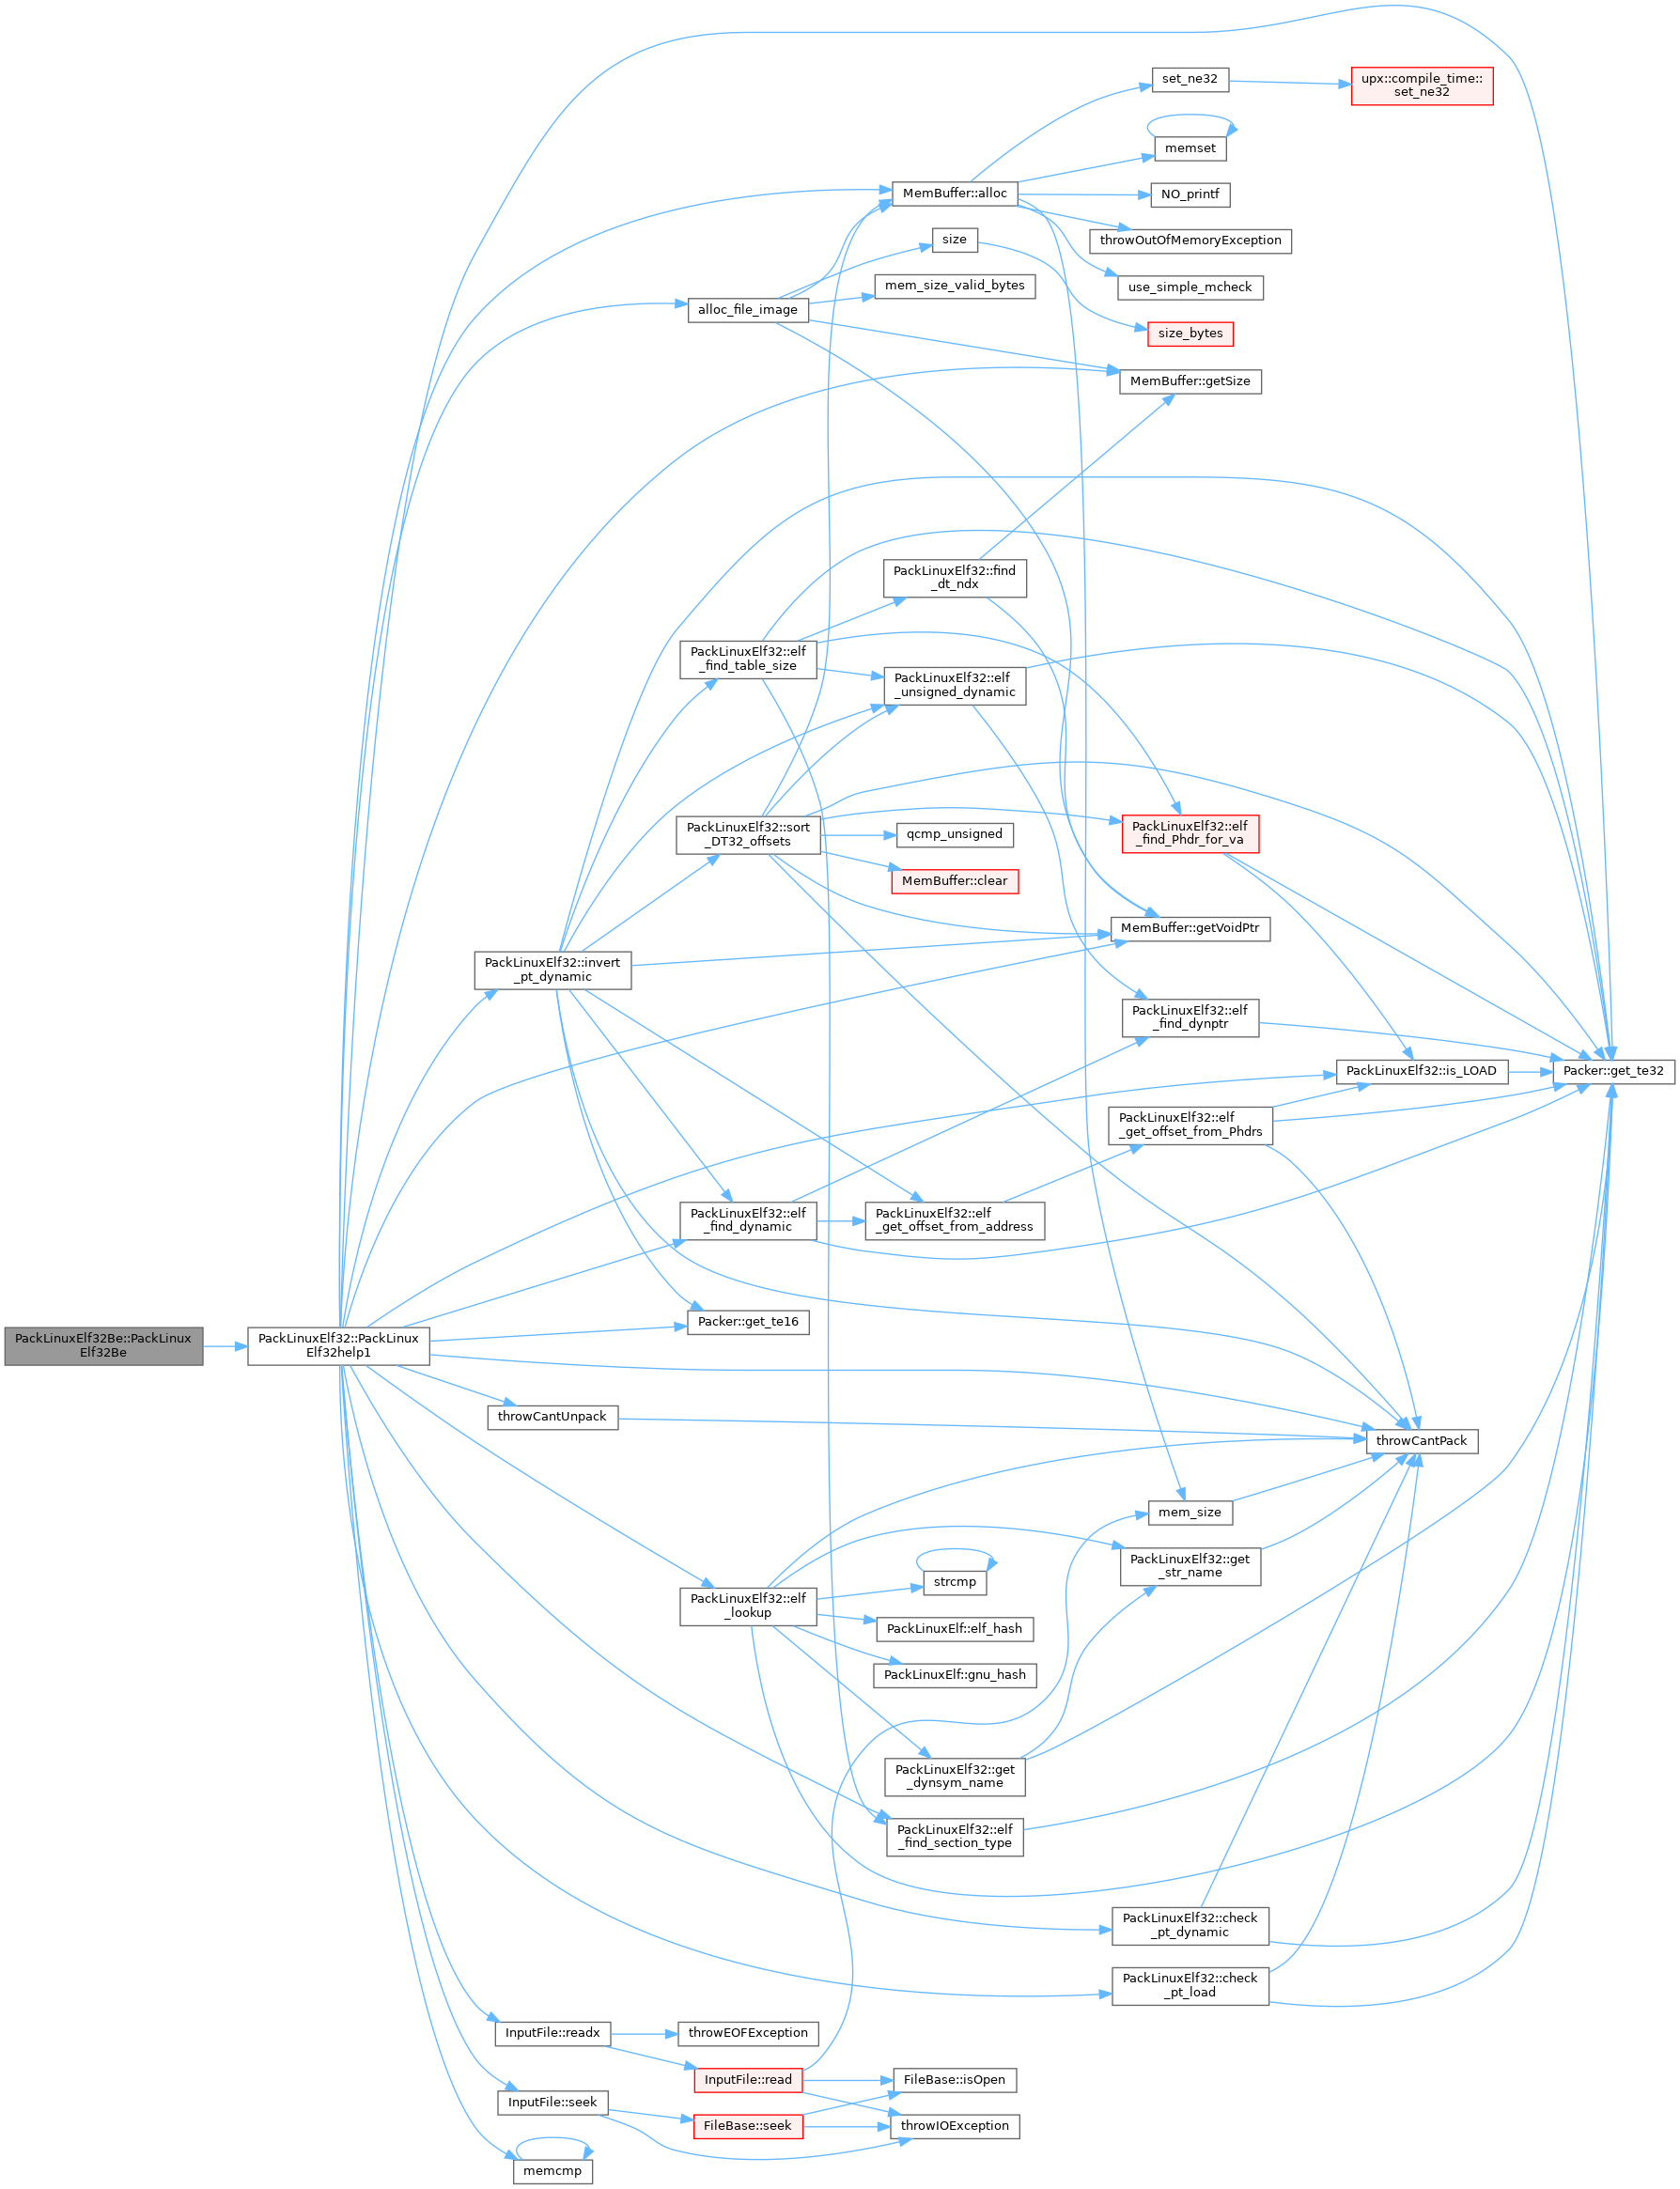 set_ne32
upx::compile_time::
set_ne32
memset
MemBuffer::alloc
NO_printf
size
throwOutOfMemoryException
mem_size_valid_bytes
use_simple_mcheck
alloc_file_image
size_bytes
MemBuffer::getSize
PackLinuxElf32::find
_dt_ndx
PackLinuxElf32::elf
_find_table_size
PackLinuxElf32::elf
_unsigned_dynamic
PackLinuxElf32::sort
_DT32_offsets
qcmp_unsigned
PackLinuxElf32::elf
_find_Phdr_for_va
MemBuffer::clear
MemBuffer::getVoidPtr
PackLinuxElf32::invert
_pt_dynamic
PackLinuxElf32::elf
_find_dynptr
PackLinuxElf32::is_LOAD
Packer::get_te32
PackLinuxElf32::elf
_get_offset_from_Phdrs
PackLinuxElf32::elf
_find_dynamic
PackLinuxElf32::elf
_get_offset_from_address
Packer::get_te16
PackLinuxElf32Be::PackLinux
Elf32Be
PackLinuxElf32::PackLinux
Elf32help1
throwCantUnpack
throwCantPack
mem_size
PackLinuxElf32::get
_str_name
strcmp
PackLinuxElf32::elf
_lookup
PackLinuxElf::elf_hash
PackLinuxElf::gnu_hash
PackLinuxElf32::get
_dynsym_name
PackLinuxElf32::elf
_find_section_type
PackLinuxElf32::check
_pt_dynamic
PackLinuxElf32::check
_pt_load
InputFile::readx
throwEOFException
InputFile::read
FileBase::isOpen
InputFile::seek
FileBase::seek
throwIOException
memcmp